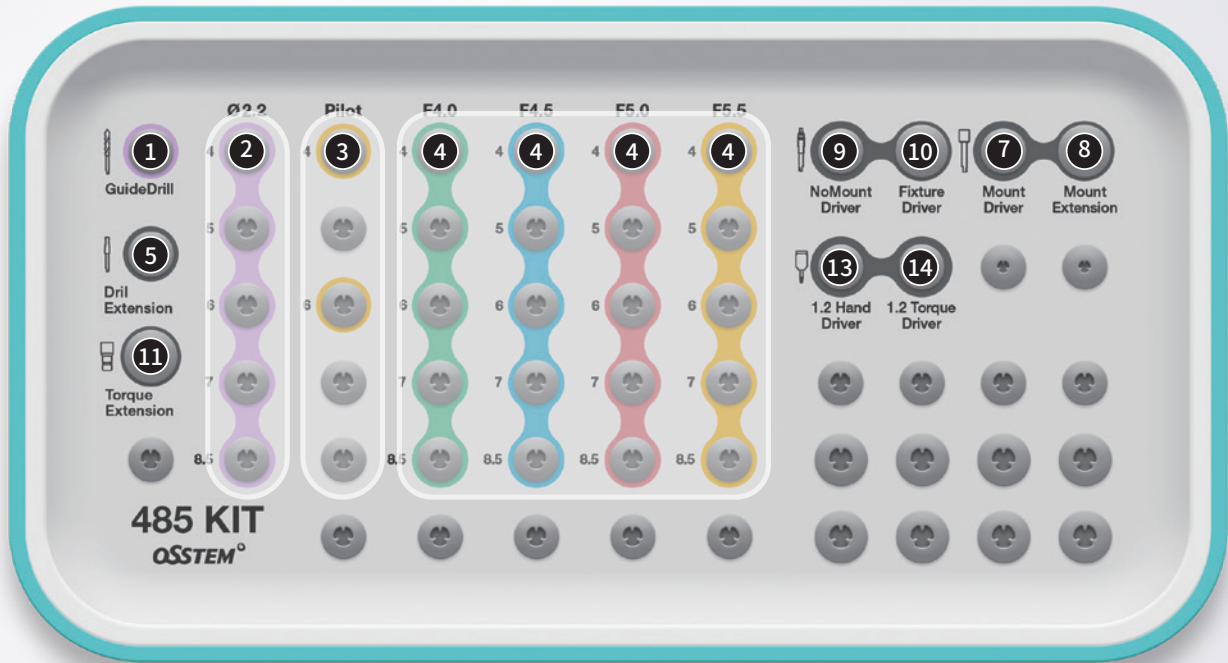 Ø2.2 Pilot F4.0 F4.5 F5.0 F5.5
1 2 3 4 4 4 4 9 10 7 8
4 4 4 4 4 4
GuideDrill
NoMount Driver
Fixture Driver
Mount Driver
Mount Extension
5 5 5 5 5
5
Dril Extension
13 14
1.2 Hand Driver
1.2 Torque Driver
6 6 6 6 6 6
11
Torque Extension
7 7 7 7 7
8.5 8.5 8.5 8.5 8.5
485 KIT
OSSTEM